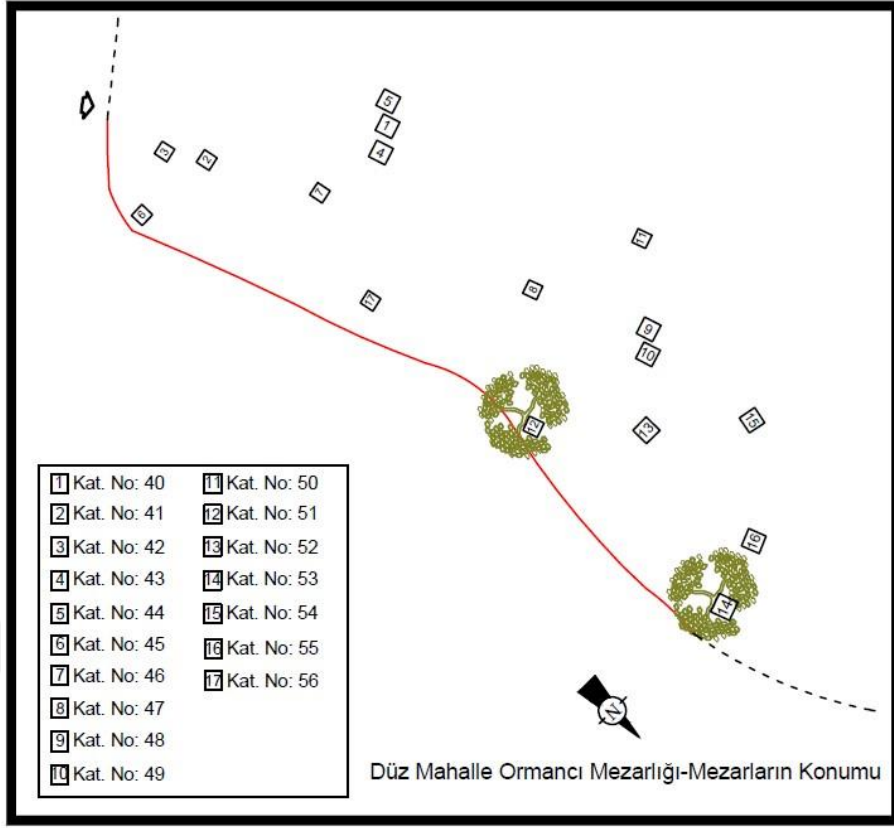 5
1
3
2
4
7
6
11
8
17
9
10
12
13
15
16
14
1 Kat. No: 40
2 Kat. No: 41
3 Kat. No: 42
4 Kat. No: 43
5 Kat. No: 44
6 Kat. No: 45
7 Kat. No: 46
8 Kat. No: 47
9 Kat. No: 48
10 Kat. No: 49
11 Kat. No: 50
12 Kat. No: 51
13 Kat. No: 52
14 Kat. No: 53
15 Kat. No: 54
16 Kat. No: 55
17 Kat. No: 56
N
Düz Mahalle Ormancı Mezarlığı-Mezarların Konumu